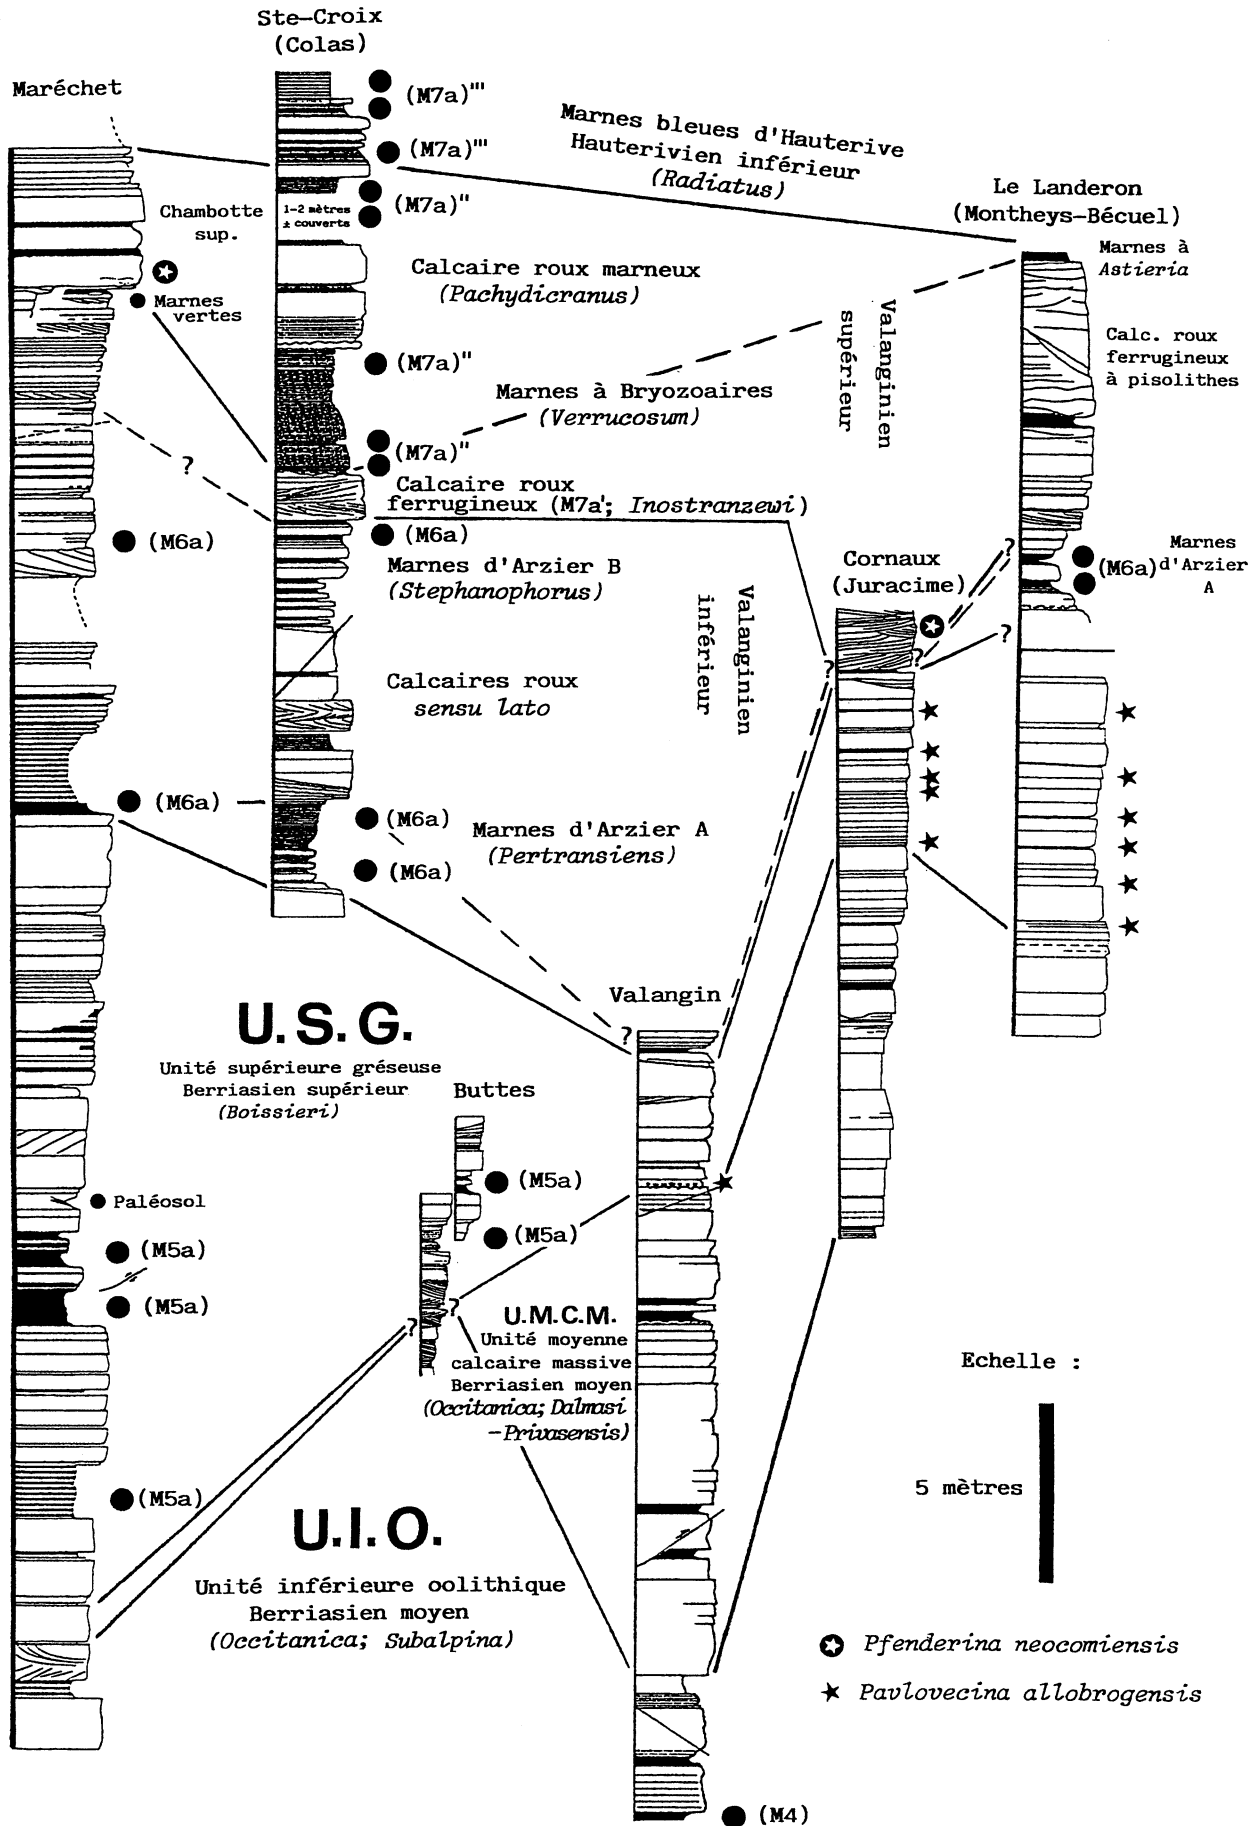 Ste-Croix
(Colas)
Maréchet
(M7a)'''
(M7a)'''
(M7a)''
1-2 mètres
± couverts
Chambotte
sup.
Marnes
vertes
Marnes bleues d'Hauterive
Hauterivien inférieur
(Radiatus)
Le Landeron
(Montheys-Bécuel)
Marnes à
Astieria
Calcaire roux marneux
(Pachydicranus)
Valanginien
supérieur
Calc. roux
ferrugineux
à pisolithes
(M7a)''
Marnes à Bryozoaires
(Verrucosum)
(M7a)''
?
Calcaire roux
ferrugineux (M7a'; Inostranzewi)
(M6a)
(M6a)
Marnes d'Arzier B
(Stephanophorus)
Valanginien
inférieur
Cornaux
(Juracime)
?
(M6a)
Marnes
d'Arzier
A
?
?
?
Calcaires roux
sensu lato
(M6a)
(M6a)
Marnes d'Arzier A
(Pertransiens)
(M6a)
Valangin
?
U.S.G.
Unité supérieure gréseuse
Berriasien supérieur
(Boissieri)
Buttes
(M5a)
(M5a)
Paléosol
(M5a)
(M5a)
?
?
U.M.C.M.
Unité moyenne
calcaire massive
Berriasien moyen
(Occitanica; Dalmasi
-Privasensis)
(M5a)
U.I.O.
Unité inférieure oolithique
Berriasien moyen
(Occitanica; Subalpina)
Echelle :
5 mètres
Pfenderina neocomiensis
Pavlovecina allobrogensis
(M4)